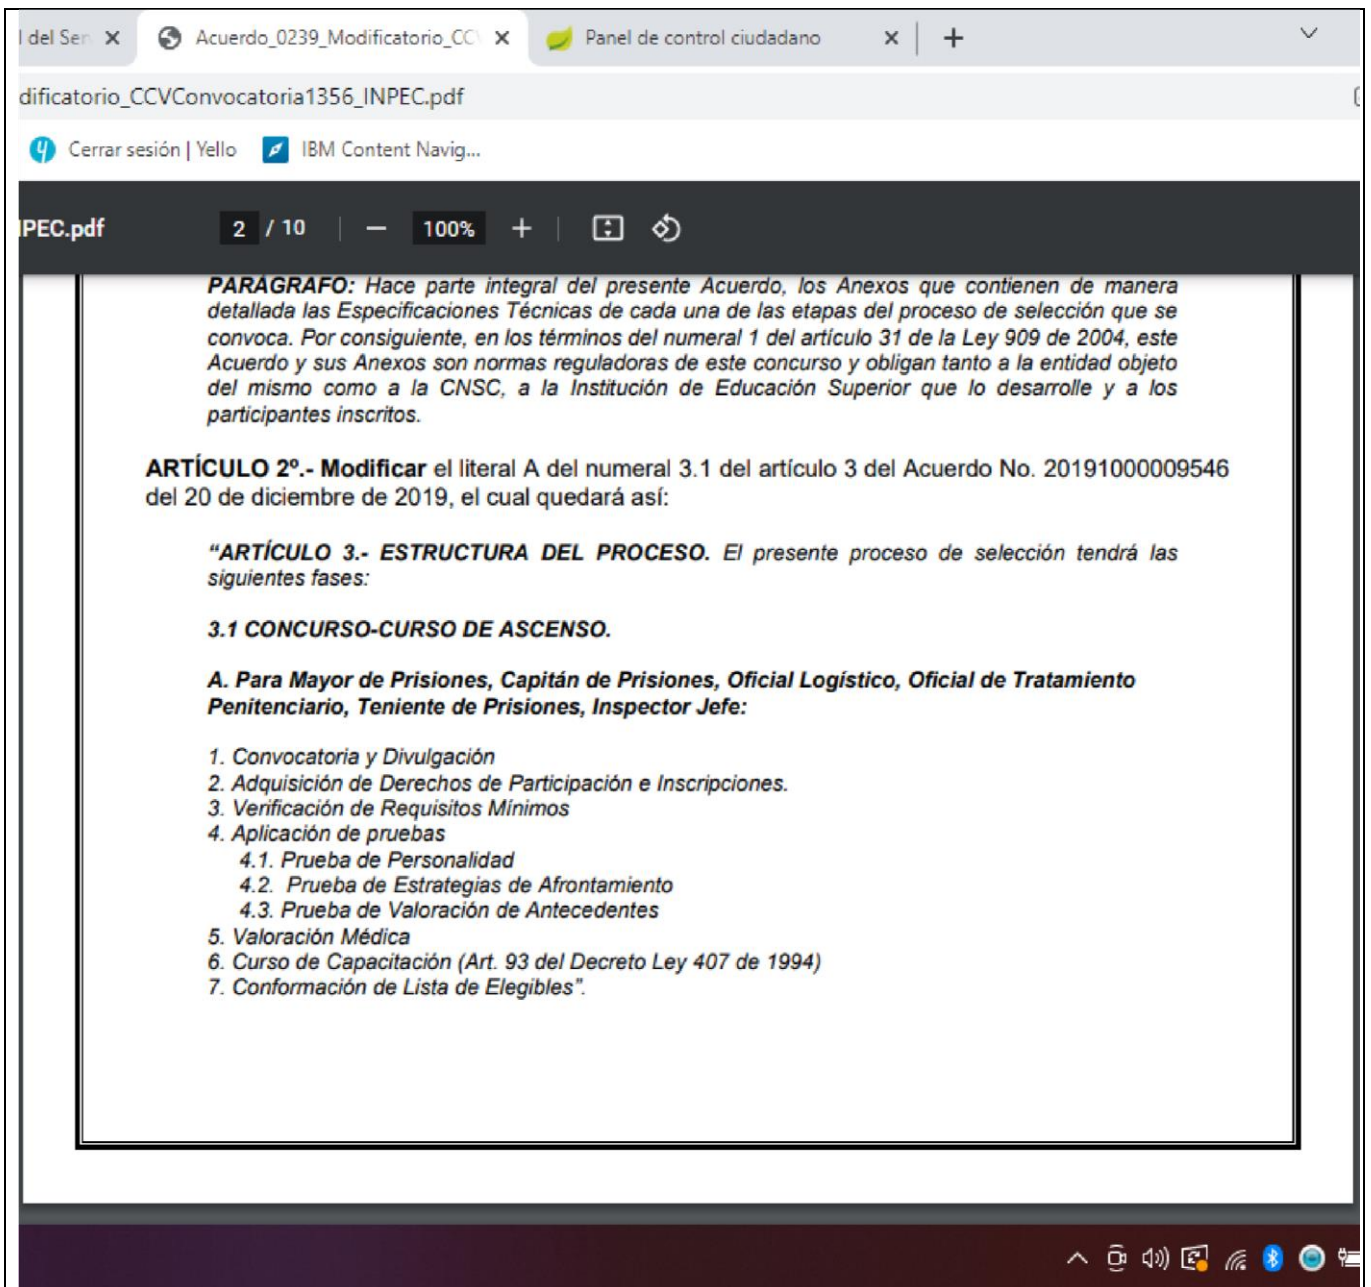 l del Ser
Acuerdo_0239_Modificatorio_CCV
Panel de control ciudadano
dificatorio_CCVConvocatoria1356_INPEC.pdf
Cerrar sesión | Yello
IBM Content Navig...
IPEC.pdf 2 / 10 | — 100% + |
PARÁGRAFO: Hace parte integral del presente Acuerdo, los Anexos que contienen de manera
detallada las Especificaciones Técnicas de cada una de las etapas del proceso de selección que se
convoca. Por consiguiente, en los términos del numeral 1 del artículo 31 de la Ley 909 de 2004, este
Acuerdo y sus Anexos son normas reguladoras de este concurso y obligan tanto a la entidad objeto
del mismo como a la CNSC, a la Institución de Educación Superior que lo desarrolle y a los
participantes inscritos.
ARTÍCULO 2º.- Modificar el literal A del numeral 3.1 del artículo 3 del Acuerdo No. 20191000009546
del 20 de diciembre de 2019, el cual quedará así:
“ARTÍCULO 3.- ESTRUCTURA DEL PROCESO. El presente proceso de selección tendrá las
siguientes fases:
3.1 CONCURSO-CURSO DE ASCENSO.
A. Para Mayor de Prisiones, Capitán de Prisiones, Oficial Logístico, Oficial de Tratamiento
Penitenciario, Teniente de Prisiones, Inspector Jefe:
1. Convocatoria y Divulgación
2. Adquisición de Derechos de Participación e Inscripciones.
3. Verificación de Requisitos Mínimos
4. Aplicación de pruebas
4.1. Prueba de Personalidad
4.2. Prueba de Estrategias de Afrontamiento
4.3. Prueba de Valoración de Antecedentes
5. Valoración Médica
6. Curso de Capacitación (Art. 93 del Decreto Ley 407 de 1994)
7. Conformación de Lista de Elegibles”.